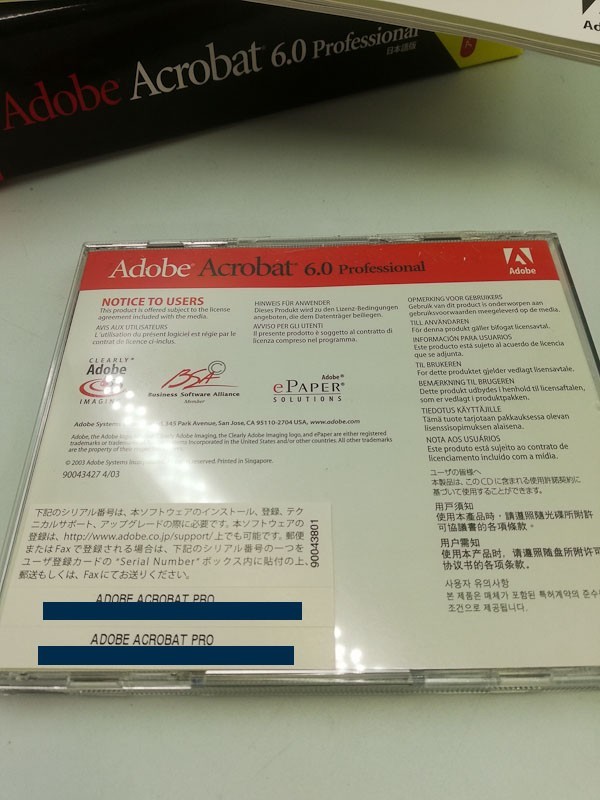 Adobe Acrobat 6.0 Professional
日本語版
Ad
Adobe Acrobat 6.0 Professional
Adobe
NOTICE TO USERS
This product is offered subject to the license
agreement included with the media.
AVIS AUX UTILISATEURS
L'utilisation du présent logiciel est régie par le
contrat de licence ci-inclus.
CLEARLY
Adobe
IMAGIN
BSA
Business Software Alliance
Member
HINWEIS FÜR ANWENDER
Dieses Produkt wird zu den Lizenz-Bedingungen
angeboten, die dem Datenträger beiliegen.
AVVISO PER GLI UTENTI
Il presente prodotto è soggetto al contratto di
licenza compreso nel programma.
Adobe®
ePAPER®
SOLUTIONS
OPMERKING VOOR GEBRUIKERS
Gebruik van dit product is onderworpen aan
gebruiksvoorwaarden meegeleverd op de media.
TILL ANVÄNDAREN
För denna produkt gäller bifogat licensavtal.
INFORMACIÓN PARA USUARIOS
Este producto está sujeto al acuerdo de licencia
que se adjunta.
TIL BRUKEREN
For dette produktet gjelder vedlagt lisensavtale.
BEMÆRKNING TIL BRUGEREN
Dette produkt udbydes i henhold til licensaftalen,
som er vedlagt i produktpakken.
TIEDOTUS KÄYTTÄJILLE
Tämä tuote tarjotaan pakkauksessa olevan
lisenssisopimuksen alaisena.
NOTA AOS USUÁRIOS
Este produto está sujeito ao contrato de
licenciamento incluído com a mídia.
ユーザの皆様へ
本製品は、このCDに含まれる使用許諾契約に
基づいて使用することができます。
用戶須知
使用本產品時，請遵照隨光碟所附許
可協議書的各項條款。
用户需知
使用本产品时，请遵照随盘所附许可
协议书的各项条款。
사용자 유의사항
본 제품은 매체가 포함된 특허계약의 준수
조건으로 제공됩니다.
Adobe System 345 Park Avenue, San Jose, CA 95110-2704 USA, www.adobe.com
Adobe, the Adobe logo, Clearly Adobe Imaging, the Clearly Adobe Imaging logo, and ePaper are either registered
trademarks or trademarks Incorporated in the United States and/or other countries. All other trademarks
are the property of their
© 2003 Adobe Systems Incorporated reserved. Printed in Singapore.
90043427 4/03
下記のシリアル番号は、本ソフトウェアのインストール、登録、テク
ニカルサポート、アップグレードの際に必要です。本ソフトウェアの
登録は、http://www.adobe.co.jp/support/上でも可能です。郵便
またはFaxで登録される場合は、下記のシリアル番号の一つを
ユーザ登録カードの "Serial Number" ボックス内に貼付の上、
郵送もしくは、Faxにてお送りください。
90043801
ADOBE ACROBAT PRO
ADOBE ACROBAT PRO